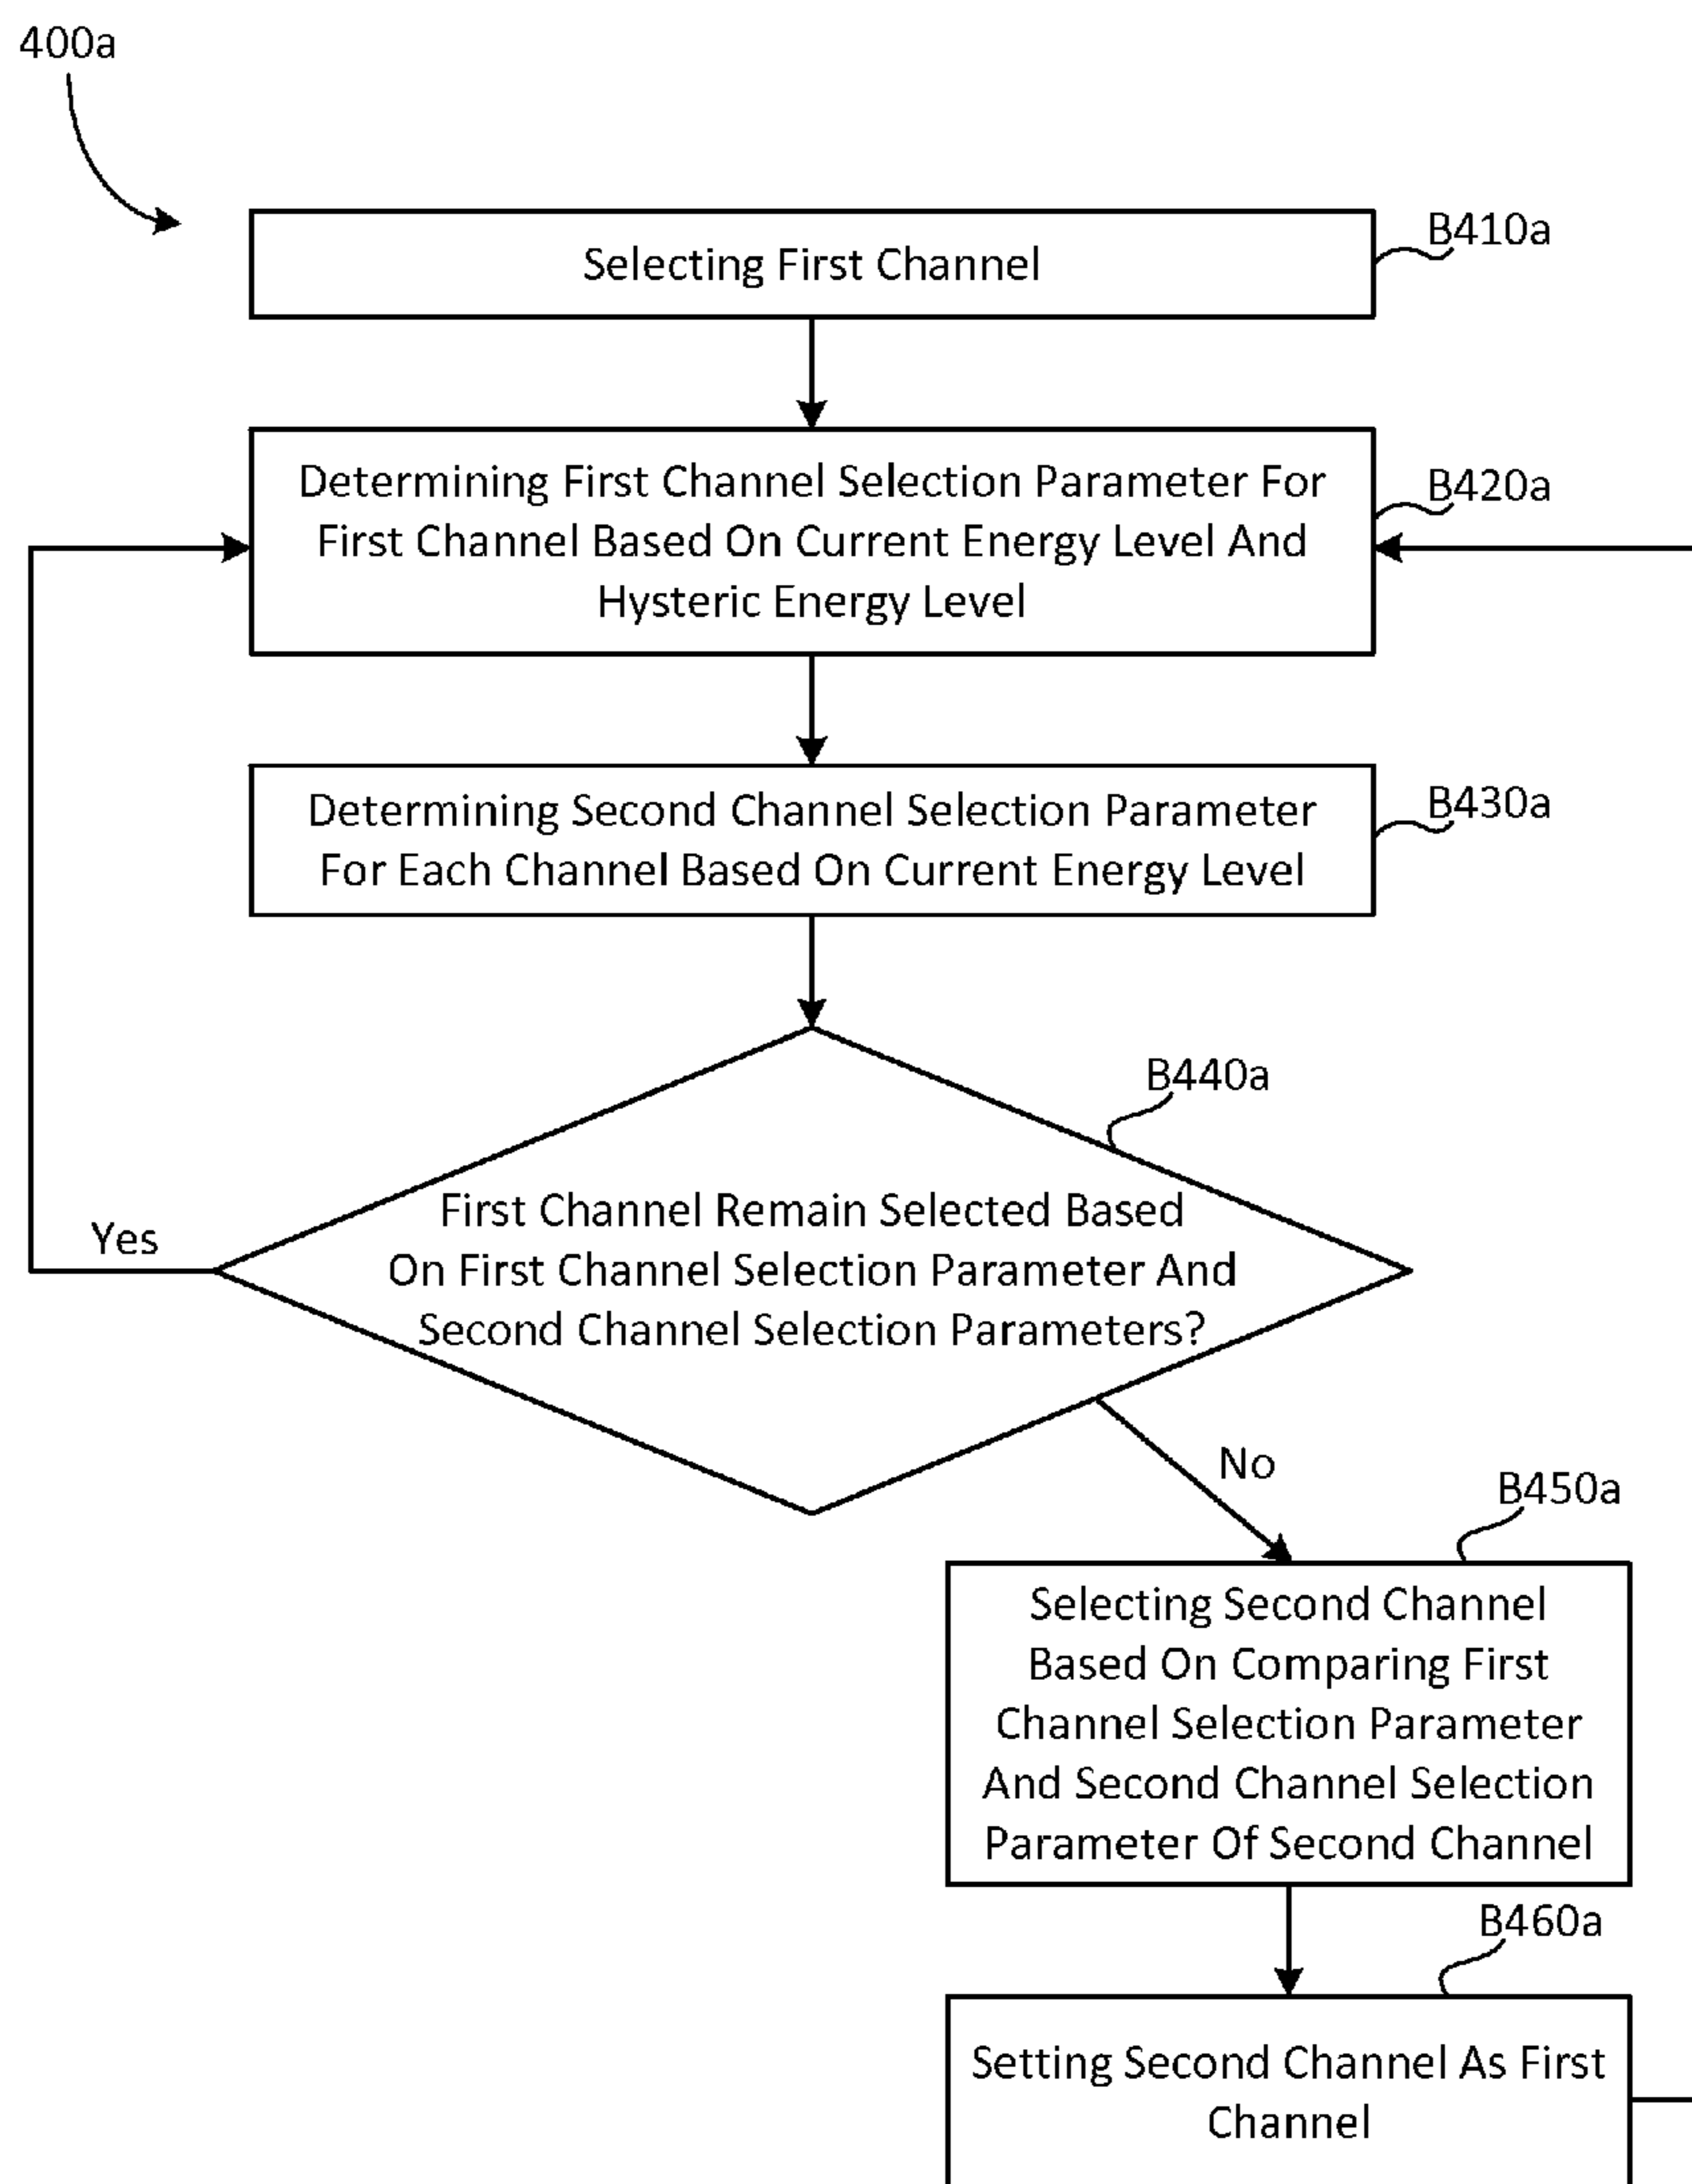 400a
B410a
Selecting First Channel
Determining First Channel Selection Parameter For
First Channel Based On Current Energy Level And
Hysteric Energy Level
B420a
Determining Second Channel Selection Parameter
For Each Channel Based On Current Energy Level
B430a
B440a
First Channel Remain Selected Based
On First Channel Selection Parameter And
Second Channel Selection Parameters?
Yes
No
B450a
Selecting Second Channel
Based On Comparing First
Channel Selection Parameter
And Second Channel Selection
Parameter Of Second Channel
B460a
Setting Second Channel As First
Channel